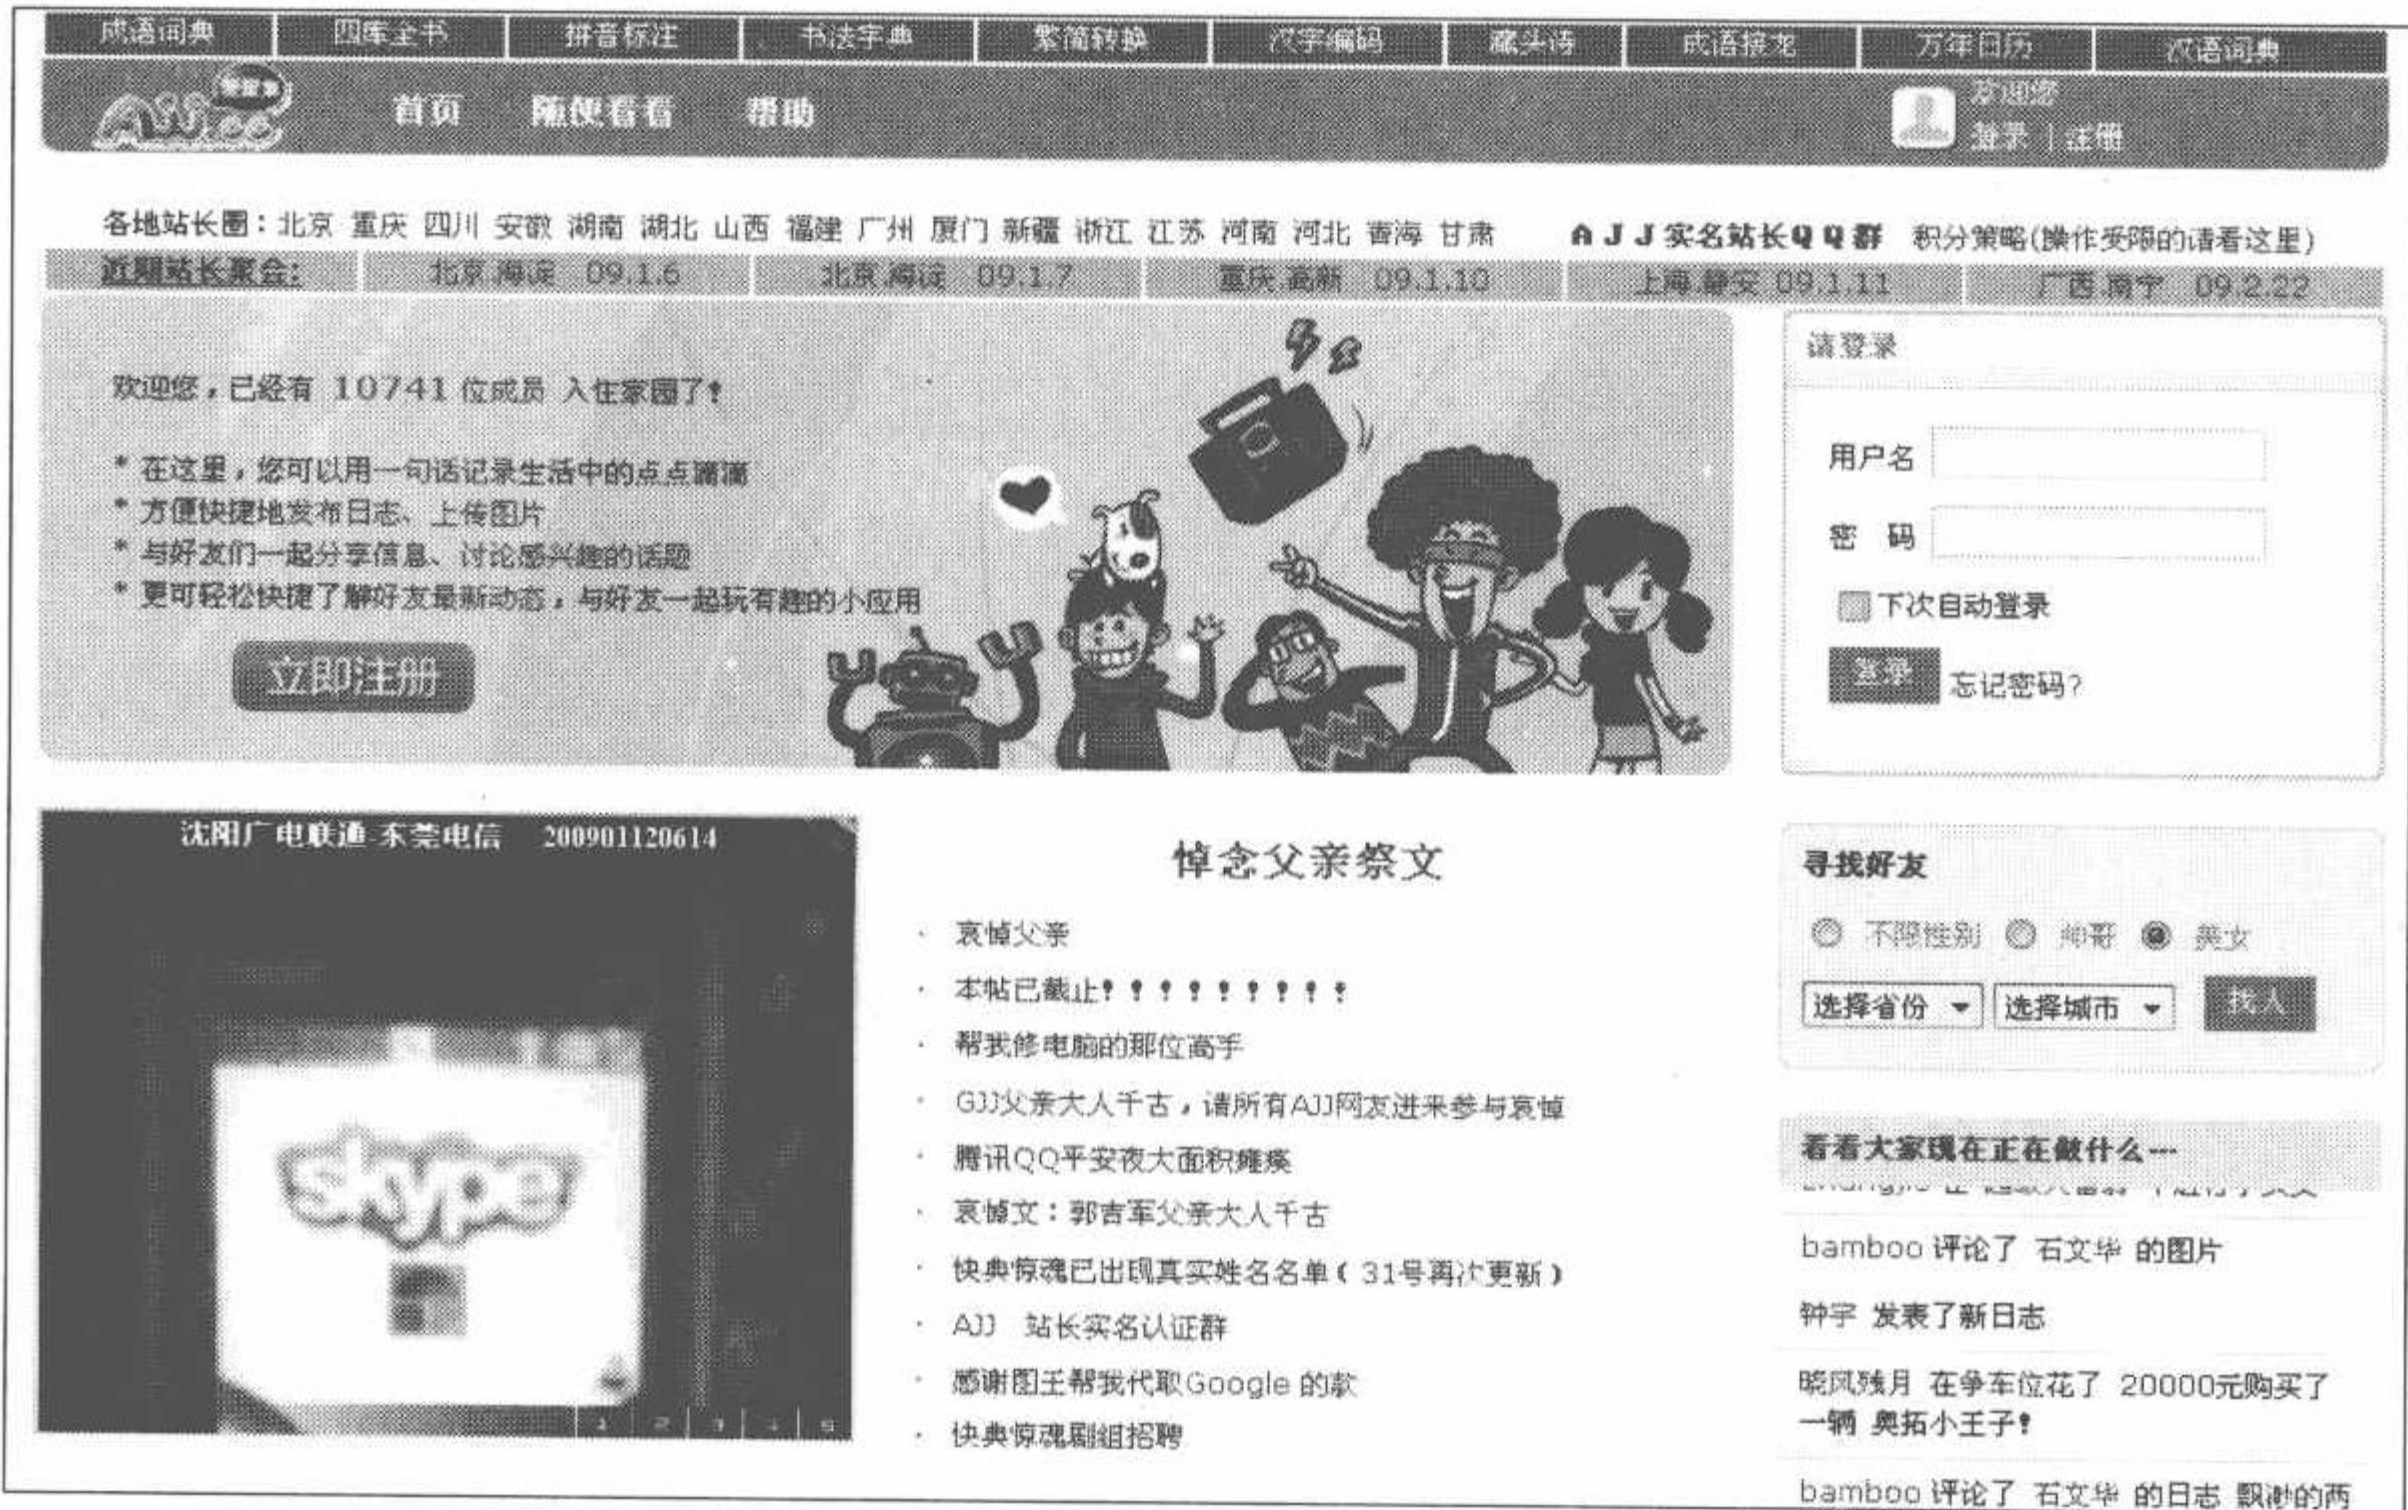 成语词典 四库全书 拼音标注 书法字典 繁简转换 汉字编码 藏头诗 成语接龙 万年日历 汉语词典
首页 随便看看 帮助
欢迎您
登录 | 注册
各地站长圈：北京 重庆 四川 安徽 湖南 湖北 山西 福建 广州 厦门 新疆 浙江 江苏 河南 河北 青海 甘肃 AJJ实名站长QQ群 积分策略(操作受限的请看这里)
近期站长聚会: 北京.海淀 09.1.6 北京.海淀 09.1.7 重庆.高新 09.1.10 上海.静安 09.1.11 广西.南宁 09.2.22
欢迎您，已经有 10741 位成员 入住家园了！
* 在这里，您可以用一句话记录生活中的点点滴滴
* 方便快捷地发布日志、上传图片
* 与好友们一起分享信息、讨论感兴趣的话题
* 更可轻松快捷了解好友最新动态，与好友一起玩有趣的小应用
立即注册
请登录
用户名
密 码
下次自动登录
登录 忘记密码?
沈阳广电联通-东莞电信 200901120614
skype
1 2 3 4 5
悼念父亲祭文
· 哀悼父亲
· 本帖已截止！！！！！！！！！
· 帮我修电脑的那位高手
· GJJ父亲大人千古，请所有AJJ网友进来参与哀悼
· 腾讯QQ平安夜大面积瘫痪
· 哀悼文：郭吉军父亲大人千古
· 快典惊魂已出现真实姓名名单（31号再次更新）
· AJJ 站长实名认证群
· 感谢图王帮我代取Google 的款
· 快典惊魂剧组招聘
寻找好友
不限性别 帅哥 美女
选择省份 选择城市 找人
看看大家现在正在做什么---
bamboo 评论了 石文华 的图片
钟宇 发表了新日志
晓风残月 在争车位花了 20000元购买了
一辆 奥拓小王子！
bamboo 评论了 石文华 的日志 飘渺的两